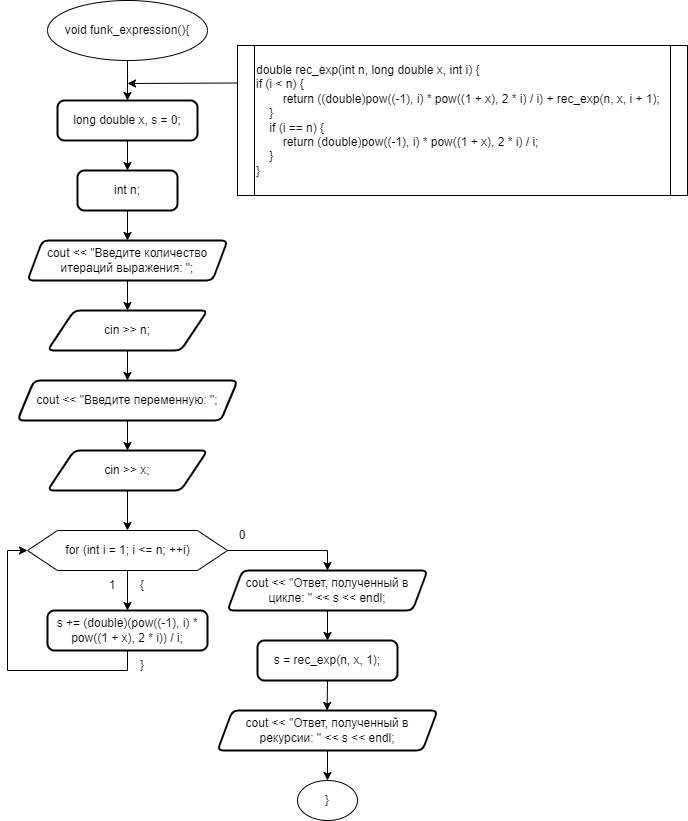 void funk_expression(){
double rec_exp(int n, long double x, int i) {
if (i < n) {
return ((double)pow((-1), i) * pow((1 + x), 2 * i) / i) + rec_exp(n, x, i + 1);
}
if (i == n) {
return (double)pow((-1), i) * pow((1 + x), 2 * i) / i;
}
}
long double x, s = 0;
int n;
cout << "Введите количество
итераций выражения: ";
cin >> n;
cout << "Введите переменную: ";
cin >> x;
for (int i = 1; i <= n; ++i)
0
1
{
s += (double)(pow((-1), i) *
pow((1 + x), 2 * i)) / i;
}
cout << "Ответ, полученный в
цикле: " << s << endl;
s = rec_exp(n, x, 1);
cout << "Ответ, полученный в
рекурсии: " << s << endl;
}